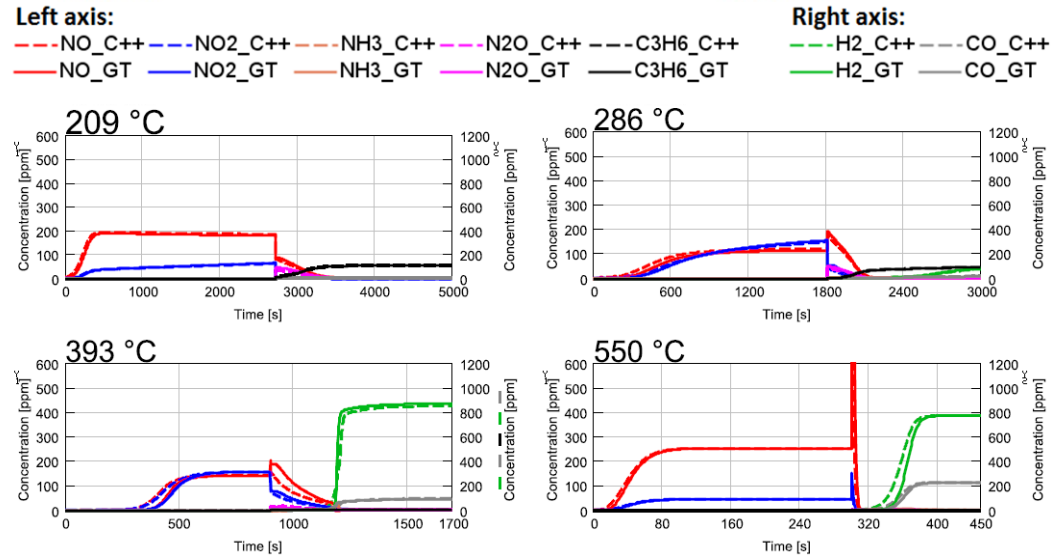 Left axis: Right axis:
NO_C++ NO2_C++ NH3_C++ N2O_C++ C3H6_C++ H2_C++ CO_C++
NO_GT NO2_GT NH3_GT N2O_GT C3H6_GT H2_GT CO_GT
209 °C
600
500
400
300
200
100
0
Concentration [ppm]
1200
1000
800
600
400
200
0
Concentration [ppm]
0 1000 2000 3000 4000 5000
Time [s]
286 °C
600
500
400
300
200
100
0
Concentration [ppm]
1200
1000
800
600
400
200
0
Concentration [ppm]
0 600 1200 1800 2400 3000
Time [s]
393 °C
600
500
400
300
200
100
0
Concentration [ppm]
1200
1000
800
600
400
200
0
Concentration [ppm]
0 500 1000 1500 1700
Time [s]
550 °C
600
500
400
300
200
100
0
Concentration [ppm]
1200
1000
800
600
400
200
0
Concentration [ppm]
0 80 160 240 320 400 450
Time [s]